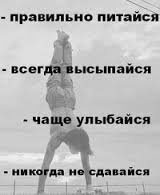 - правильно питайся
- всегда высыпайся
- чаще улыбайся
- никогда не сдавайся